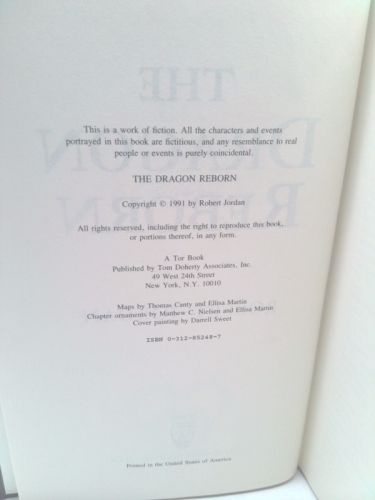 This is a work of fiction. All the characters and events
portrayed in this book are fictitious, and any resemblance to real
people or events is purely coincidental.
THE DRAGON REBORN
Copyright © 1991 by Robert Jordan
All rights reserved, including the right to reproduce this book,
or portions thereof, in any form.
A Tor Book
Published by Tom Doherty Associates, Inc.
49 West 24th Street
New York, N.Y. 10010
Maps by Thomas Canty and Ellisa Martin
Chapter ornaments by Matthew C. Nielsen and Ellisa Martin
Cover painting by Darrell Sweet
ISBN 0-312-85248-7
Printed in the United States of America